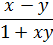 x − y
1 + xy